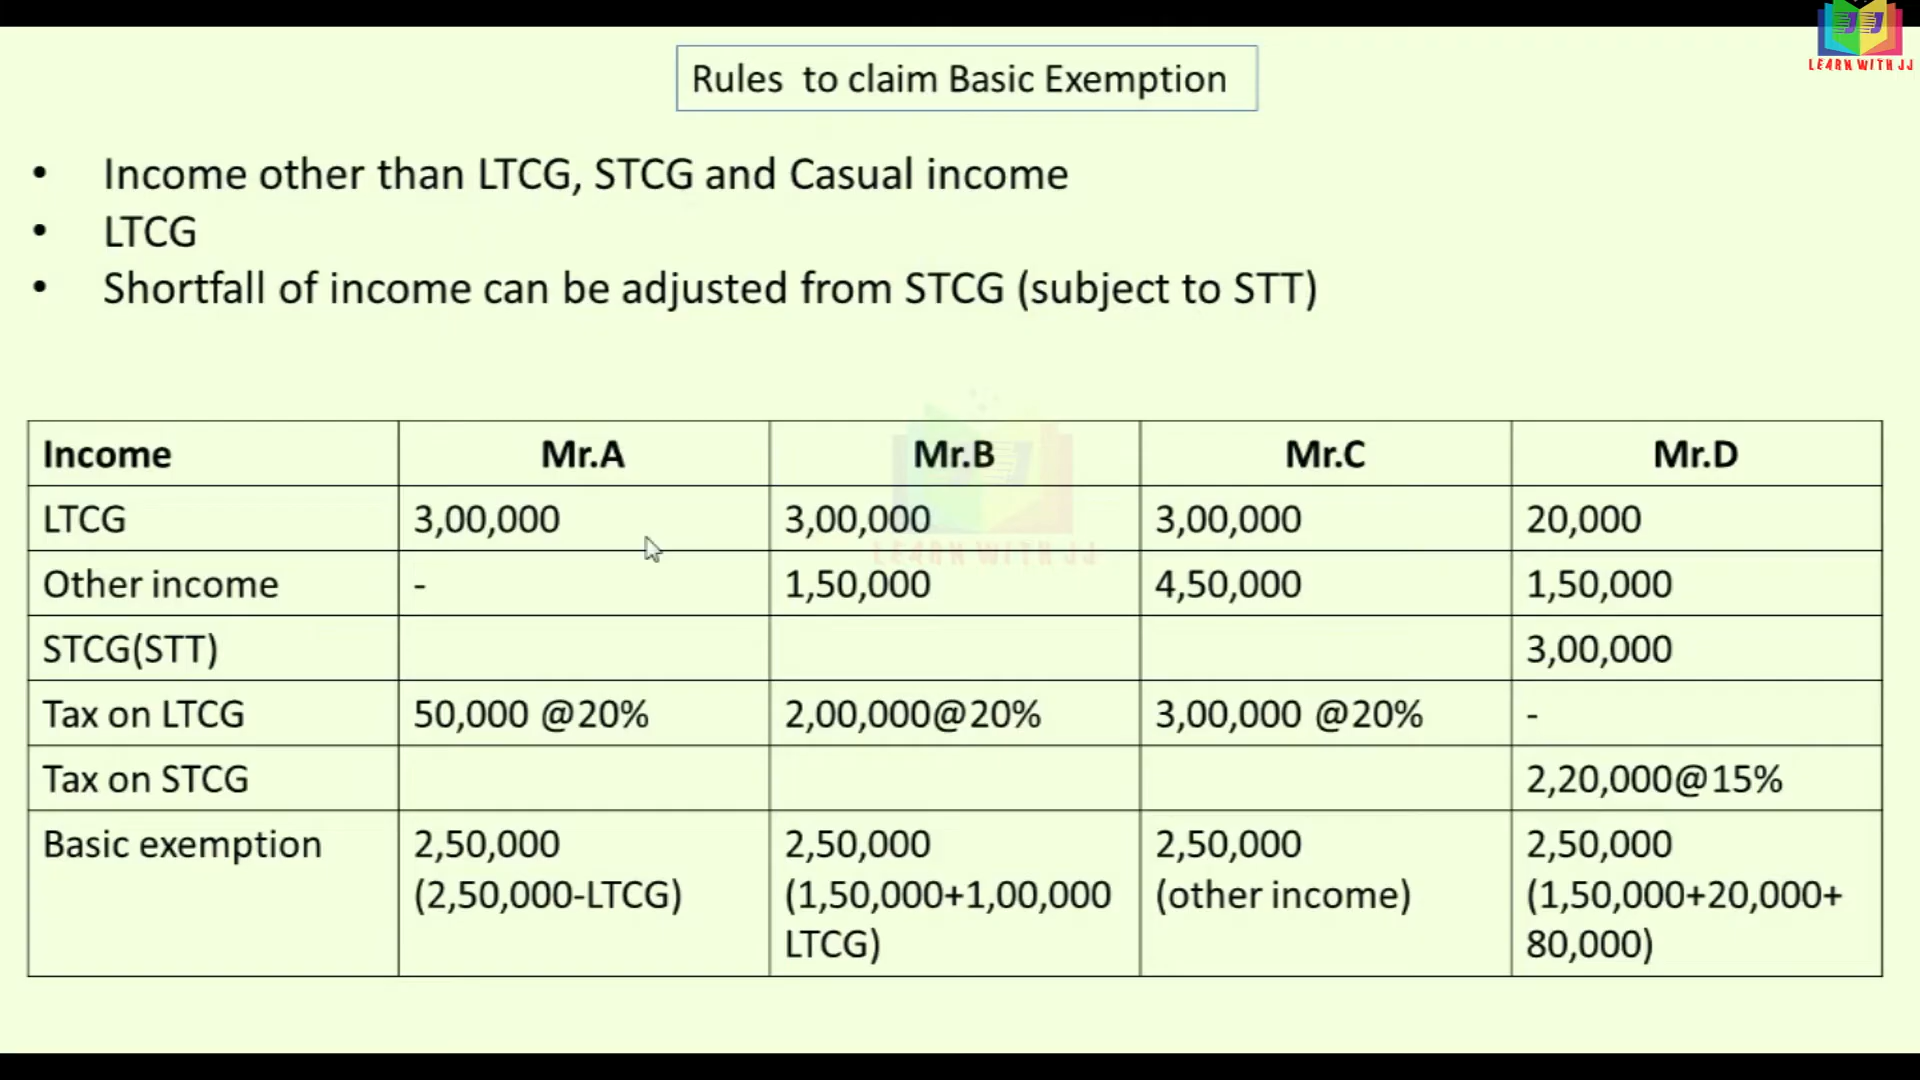 LEARN WITH JJ
Rules to claim Basic Exemption
• Income other than LTCG, STCG and Casual income
• LTCG
• Shortfall of income can be adjusted from STCG (subject to STT)
Income Mr.A Mr.B Mr.C Mr.D
LTCG 3,00,000 3,00,000 3,00,000 20,000
LEARN WITH JJ
Other income - 1,50,000 4,50,000 1,50,000
STCG(STT) 3,00,000
Tax on LTCG 50,000 @20% 2,00,000@20% 3,00,000 @20% -
Tax on STCG 2,20,000@15%
Basic exemption 2,50,000 2,50,000 2,50,000 2,50,000
(2,50,000-LTCG) (1,50,000+1,00,000 (other income) (1,50,000+20,000+
LTCG) 80,000)